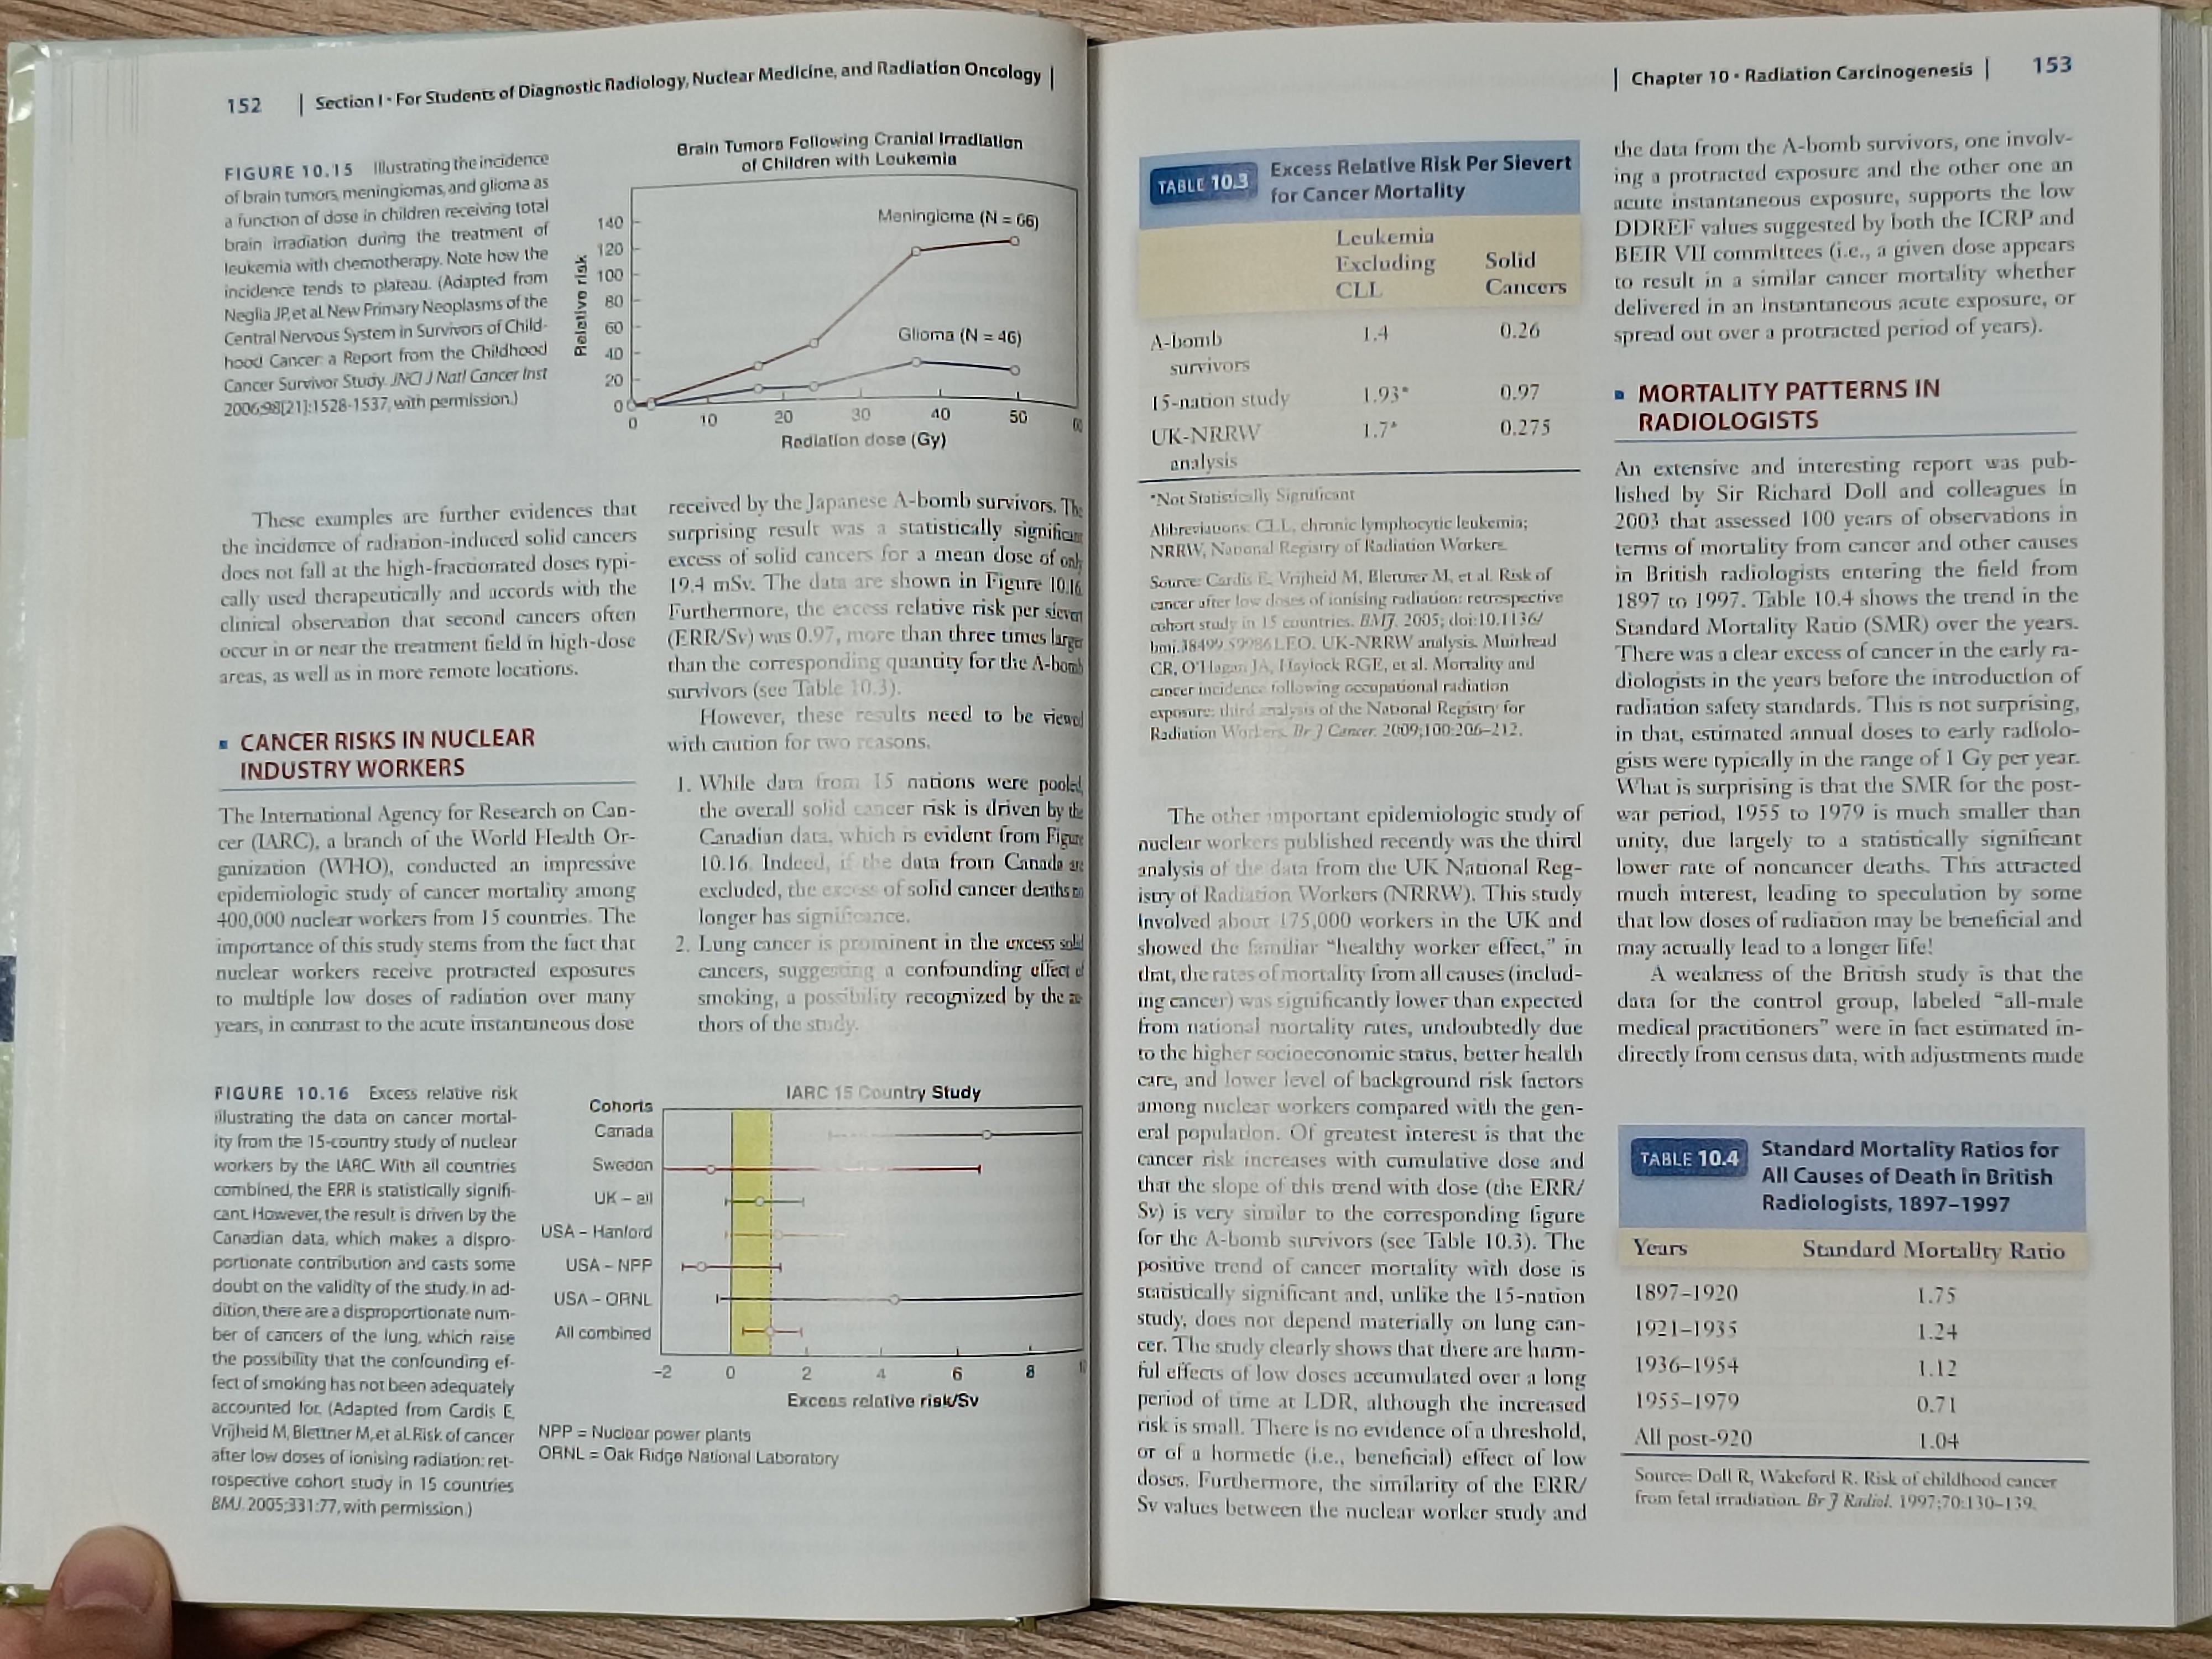 152 | Section I • For Students of Diagnostic Radiology, Nuclear Medicine, and Radiation Oncology |
FIGURE 10.15 Illustrating the incidence
of brain tumors, meningiomas, and glioma as
a function of dose in children receiving total
brain irradiation during the treatment of
leukemia with chemotherapy. Note how the
incidence tends to plateau. (Adapted from
Neglia JP, et al. New Primary Neoplasms of the
Central Nervous System in Survivors of Child-
hood Cancer: a Report from the Childhood
Cancer Survivor Study. JNCI J Natl Cancer Inst
2006;98[21]:1528-1537, with permission.)
Brain Tumors Following Cranial Irradiation
of Children with Leukemia
Relative risk
140
120
100
80
60
40
20
0
Meningioma (N = 66)
Glioma (N = 46)
0 10 20 30 40 50 60
Radiation dose (Gy)
These examples are further evidences that
the incidence of radiation-induced solid cancers
does not fall at the high-fractionated doses typi-
cally used therapeutically and accords with the
clinical observation that second cancers often
occur in or near the treatment field in high-dose
areas, as well as in more remote locations.
CANCER RISKS IN NUCLEAR
INDUSTRY WORKERS
The International Agency for Research on Can-
cer (IARC), a branch of the World Health Or-
ganization (WHO), conducted an impressive
epidemiologic study of cancer mortality among
400,000 nuclear workers from 15 countries. The
importance of this study stems from the fact that
nuclear workers receive protracted exposures
to multiple low doses of radiation over many
years, in contrast to the acute instantaneous dose
received by the Japanese A-bomb survivors. The
surprising result was a statistically significant
excess of solid cancers for a mean dose of only
19.4 mSv. The data are shown in Figure 10.16.
Furthermore, the excess relative risk per sievert
(ERR/Sv) was 0.97, more than three times larger
than the corresponding quantity for the A-bomb
survivors (see Table 10.3).
However, these results need to be viewed
with caution for two reasons.
1. While data from 15 nations were pooled,
the overall solid cancer risk is driven by the
Canadian data, which is evident from Figure
10.16. Indeed, if the data from Canada are
excluded, the excess of solid cancer deaths no
longer has significance.
2. Lung cancer is prominent in the excess solid
cancers, suggesting a confounding effect of
smoking, a possibility recognized by the au-
thors of the study.
FIGURE 10.16 Excess relative risk
illustrating the data on cancer mortal-
ity from the 15-country study of nuclear
workers by the IARC. With all countries
combined, the ERR is statistically signifi-
cant. However, the result is driven by the
Canadian data, which makes a dispro-
portionate contribution and casts some
doubt on the validity of the study. In ad-
dition, there are a disproportionate num-
ber of cancers of the lung, which raise
the possibility that the confounding ef-
fect of smoking has not been adequately
accounted for. (Adapted from Cardis E,
Vrijheid M, Blettner M, et al. Risk of cancer
after low doses of ionising radiation: ret-
rospective cohort study in 15 countries
BMJ. 2005;331:77, with permission.)
IARC 15 Country Study
Cohorts
Canada
Sweden
UK – all
USA – Hanford
USA – NPP
USA – ORNL
All combined
–2 0 2 4 6 8
Excess relative risk/Sv
NPP = Nuclear power plants
ORNL = Oak Ridge National Laboratory
| Chapter 10 • Radiation Carcinogenesis | 153
TABLE 10.3 Excess Relative Risk Per Sievert
for Cancer Mortality
Leukemia
Excluding
CLL
Solid
Cancers
A-bomb
survivors 1.4 0.26
15-nation study 1.93* 0.97
UK-NRRW
analysis 1.7* 0.275
*Not Statistically Significant
Abbreviations: CLL, chronic lymphocytic leukemia;
NRRW, National Registry of Radiation Workers.
Source: Cardis E, Vrijheid M, Blettner M, et al. Risk of
cancer after low doses of ionising radiation: retrospective
cohort study in 15 countries. BMJ. 2005; doi:10.1136/
bmj.38499.599861.EO. UK-NRRW analysis. Muirhead
CR, O'Hagan JA, Haylock RGE, et al. Mortality and
cancer incidence following occupational radiation
exposure: third analysis of the National Registry for
Radiation Workers. Br J Cancer. 2009;100:206–212.
The other important epidemiologic study of
nuclear workers published recently was the third
analysis of the data from the UK National Reg-
istry of Radiation Workers (NRRW). This study
involved about 175,000 workers in the UK and
showed the familiar “healthy worker effect,” in
that, the rates of mortality from all causes (includ-
ing cancer) was significantly lower than expected
from national mortality rates, undoubtedly due
to the higher socioeconomic status, better health
care, and lower level of background risk factors
among nuclear workers compared with the gen-
eral population. Of greatest interest is that the
cancer risk increases with cumulative dose and
that the slope of this trend with dose (the ERR/
Sv) is very similar to the corresponding figure
for the A-bomb survivors (see Table 10.3). The
positive trend of cancer mortality with dose is
statistically significant and, unlike the 15-nation
study, does not depend materially on lung can-
cer. The study clearly shows that there are harm-
ful effects of low doses accumulated over a long
period of time at LDR, although the increased
risk is small. There is no evidence of a threshold,
or of a hormetic (i.e., beneficial) effect of low
doses. Furthermore, the similarity of the ERR/
Sv values between the nuclear worker study and
the data from the A-bomb survivors, one involv-
ing a protracted exposure and the other one an
acute instantaneous exposure, supports the low
DDREF values suggested by both the ICRP and
BEIR VII committees (i.e., a given dose appears
to result in a similar cancer mortality whether
delivered in an instantaneous acute exposure, or
spread out over a protracted period of years).
MORTALITY PATTERNS IN
RADIOLOGISTS
An extensive and interesting report was pub-
lished by Sir Richard Doll and colleagues in
2003 that assessed 100 years of observations in
terms of mortality from cancer and other causes
in British radiologists entering the field from
1897 to 1997. Table 10.4 shows the trend in the
Standard Mortality Ratio (SMR) over the years.
There was a clear excess of cancer in the early ra-
diologists in the years before the introduction of
radiation safety standards. This is not surprising,
in that, estimated annual doses to early radiolo-
gists were typically in the range of 1 Gy per year.
What is surprising is that the SMR for the post-
war period, 1955 to 1979 is much smaller than
unity, due largely to a statistically significant
lower rate of noncancer deaths. This attracted
much interest, leading to speculation by some
that low doses of radiation may be beneficial and
may actually lead to a longer life!
A weakness of the British study is that the
data for the control group, labeled “all-male
medical practitioners” were in fact estimated in-
directly from census data, with adjustments made
TABLE 10.4 Standard Mortality Ratios for
All Causes of Death in British
Radiologists, 1897–1997
Years Standard Mortality Ratio
1897–1920 1.75
1921–1935 1.24
1936–1954 1.12
1955–1979 0.71
All post-920 1.04
Source: Doll R, Wakeford R. Risk of childhood cancer
from fetal irradiation. Br J Radiol. 1997;70:130–139.